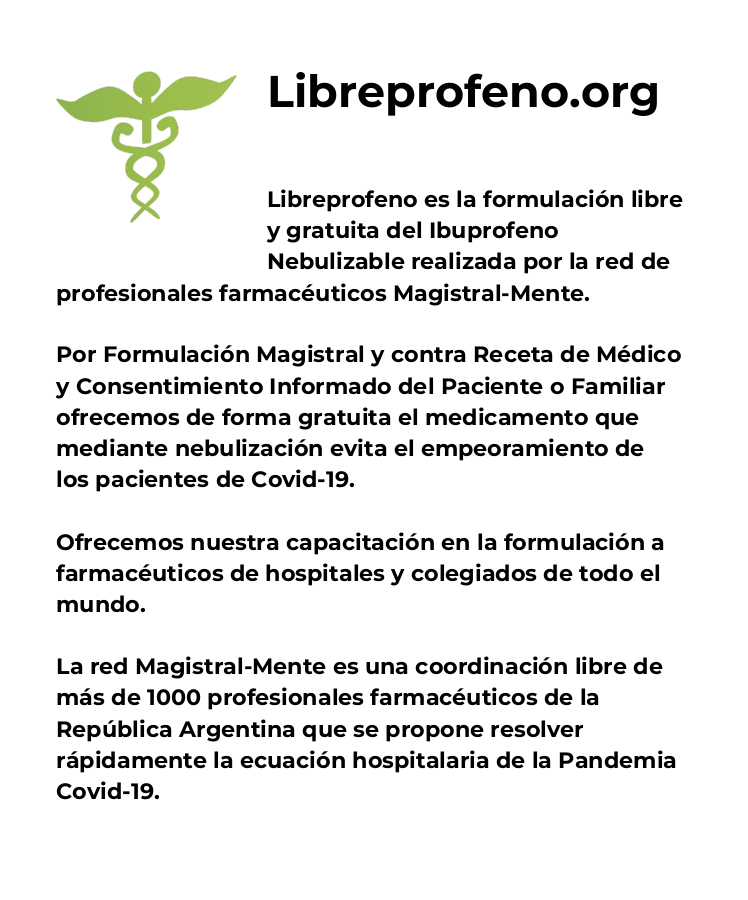 Libreprofeno.org
Libreprofeno es la formulación libre
y gratuita del Ibuprofeno
Nebulizable realizada por la red de
profesionales farmacéuticos Magistral-Mente.
Por Formulación Magistral y contra Receta de Médico
y Consentimiento Informado del Paciente o Familiar
ofrecemos de forma gratuita el medicamento que
mediante nebulización evita el empeoramiento de
los pacientes de Covid-19.
Ofrecemos nuestra capacitación en la formulación a
farmacéuticos de hospitales y colegiados de todo el
mundo.
La red Magistral-Mente es una coordinación libre de
más de 1000 profesionales farmacéuticos de la
República Argentina que se propone resolver
rápidamente la ecuación hospitalaria de la Pandemia
Covid-19.